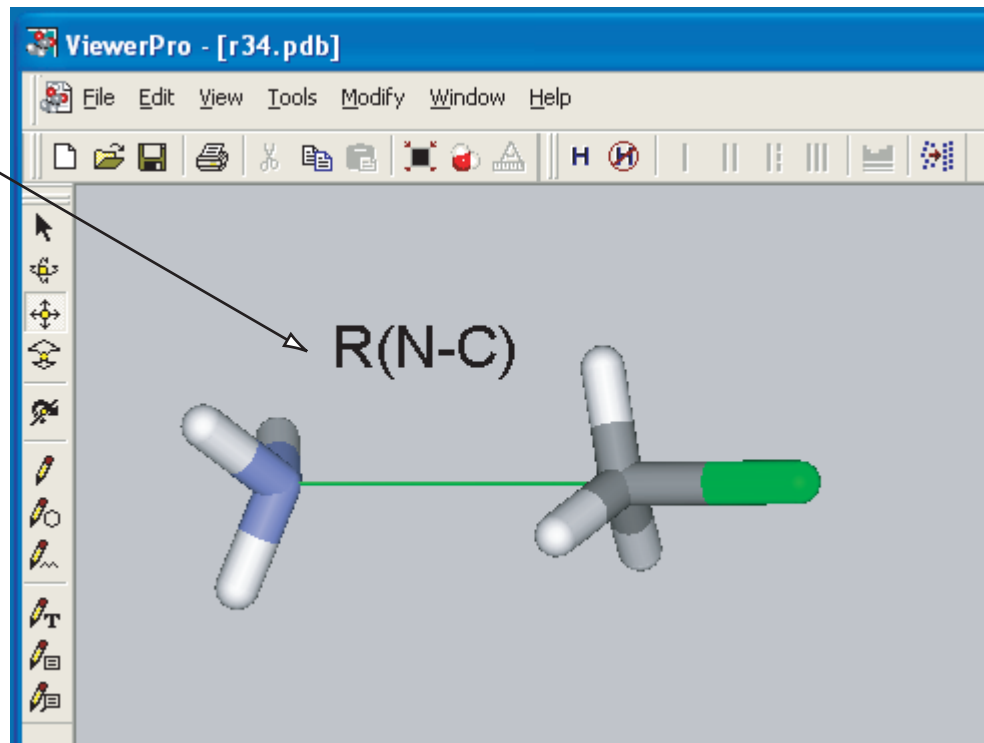 ViewerPro - [r34.pdb]
File Edit View Tools Modify Window Help
H H
R(N-C)
T